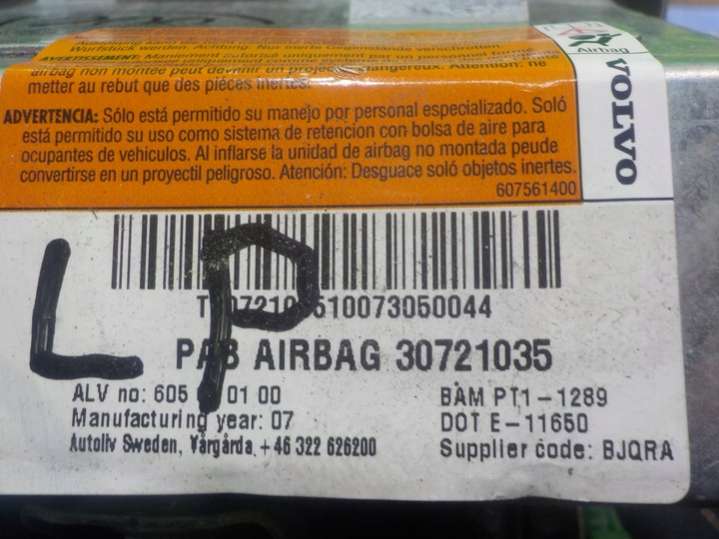 Wurfstück werden. Achtung. Nur inerte Gegenstände verschrotten
airbag non montée peut devenir un projectile dangereux. Attention: ne
metter au rebut que des pièces inertes.
ADVERTENCIA: Sólo está permitido su manejo por personal especializado. Soló
está permitido su uso como sistema de retención con bolsa de aire para
ocupantes de vehiculos. Al inflarse la unidad de airbag no montada peude
convertirse en un proyectil peligroso. Atención: Desguace soló objetos inertes.
607561400
Airbag
VOLVO
LP
10073050044
PAB AIRBAG 30721035
ALV no: 605 01 00
BAM PT1-1289
Manufacturing year: 07
DOT E-11650
Autoliv Sweden, Vårgårda, +46 322 626200
Supplier code: BJQRA